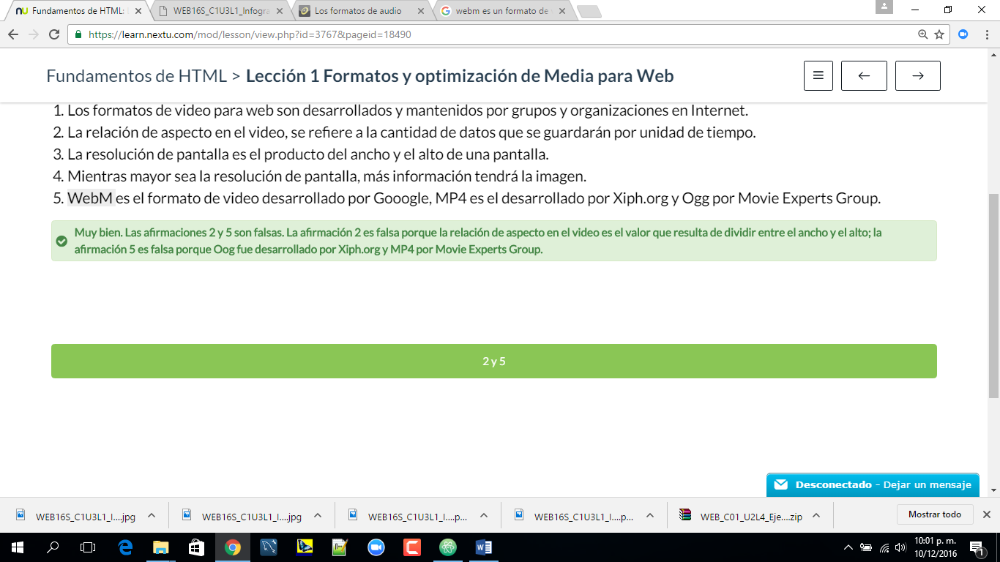 nu Fundamentos de HTML:
WEB16S_C1U3L1_Infogra
Los formatos de audio
webm es un formato de
https://learn.nextu.com/mod/lesson/view.php?id=3767&pageid=18490
Fundamentos de HTML > Lección 1 Formatos y optimización de Media para Web
1. Los formatos de video para web son desarrollados y mantenidos por grupos y organizaciones en Internet.
2. La relación de aspecto en el video, se refiere a la cantidad de datos que se guardarán por unidad de tiempo.
3. La resolución de pantalla es el producto del ancho y el alto de una pantalla.
4. Mientras mayor sea la resolución de pantalla, más información tendrá la imagen.
5. WebM es el formato de video desarrollado por Gooogle, MP4 es el desarrollado por Xiph.org y Ogg por Movie Experts Group.
Muy bien. Las afirmaciones 2 y 5 son falsas. La afirmación 2 es falsa porque la relación de aspecto en el video es el valor que resulta de dividir entre el ancho y el alto; la
afirmación 5 es falsa porque Oog fue desarrollado por Xiph.org y MP4 por Movie Experts Group.
2 y 5
Desconectado - Dejar un mensaje
WEB16S_C1U3L1_I....jpg
WEB16S_C1U3L1_I....jpg
WEB16S_C1U3L1_I....p...
WEB16S_C1U3L1_I....p...
WEB_C01_U2L4_Eje....zip
Mostrar todo
10:01 p. m.
10/12/2016
1